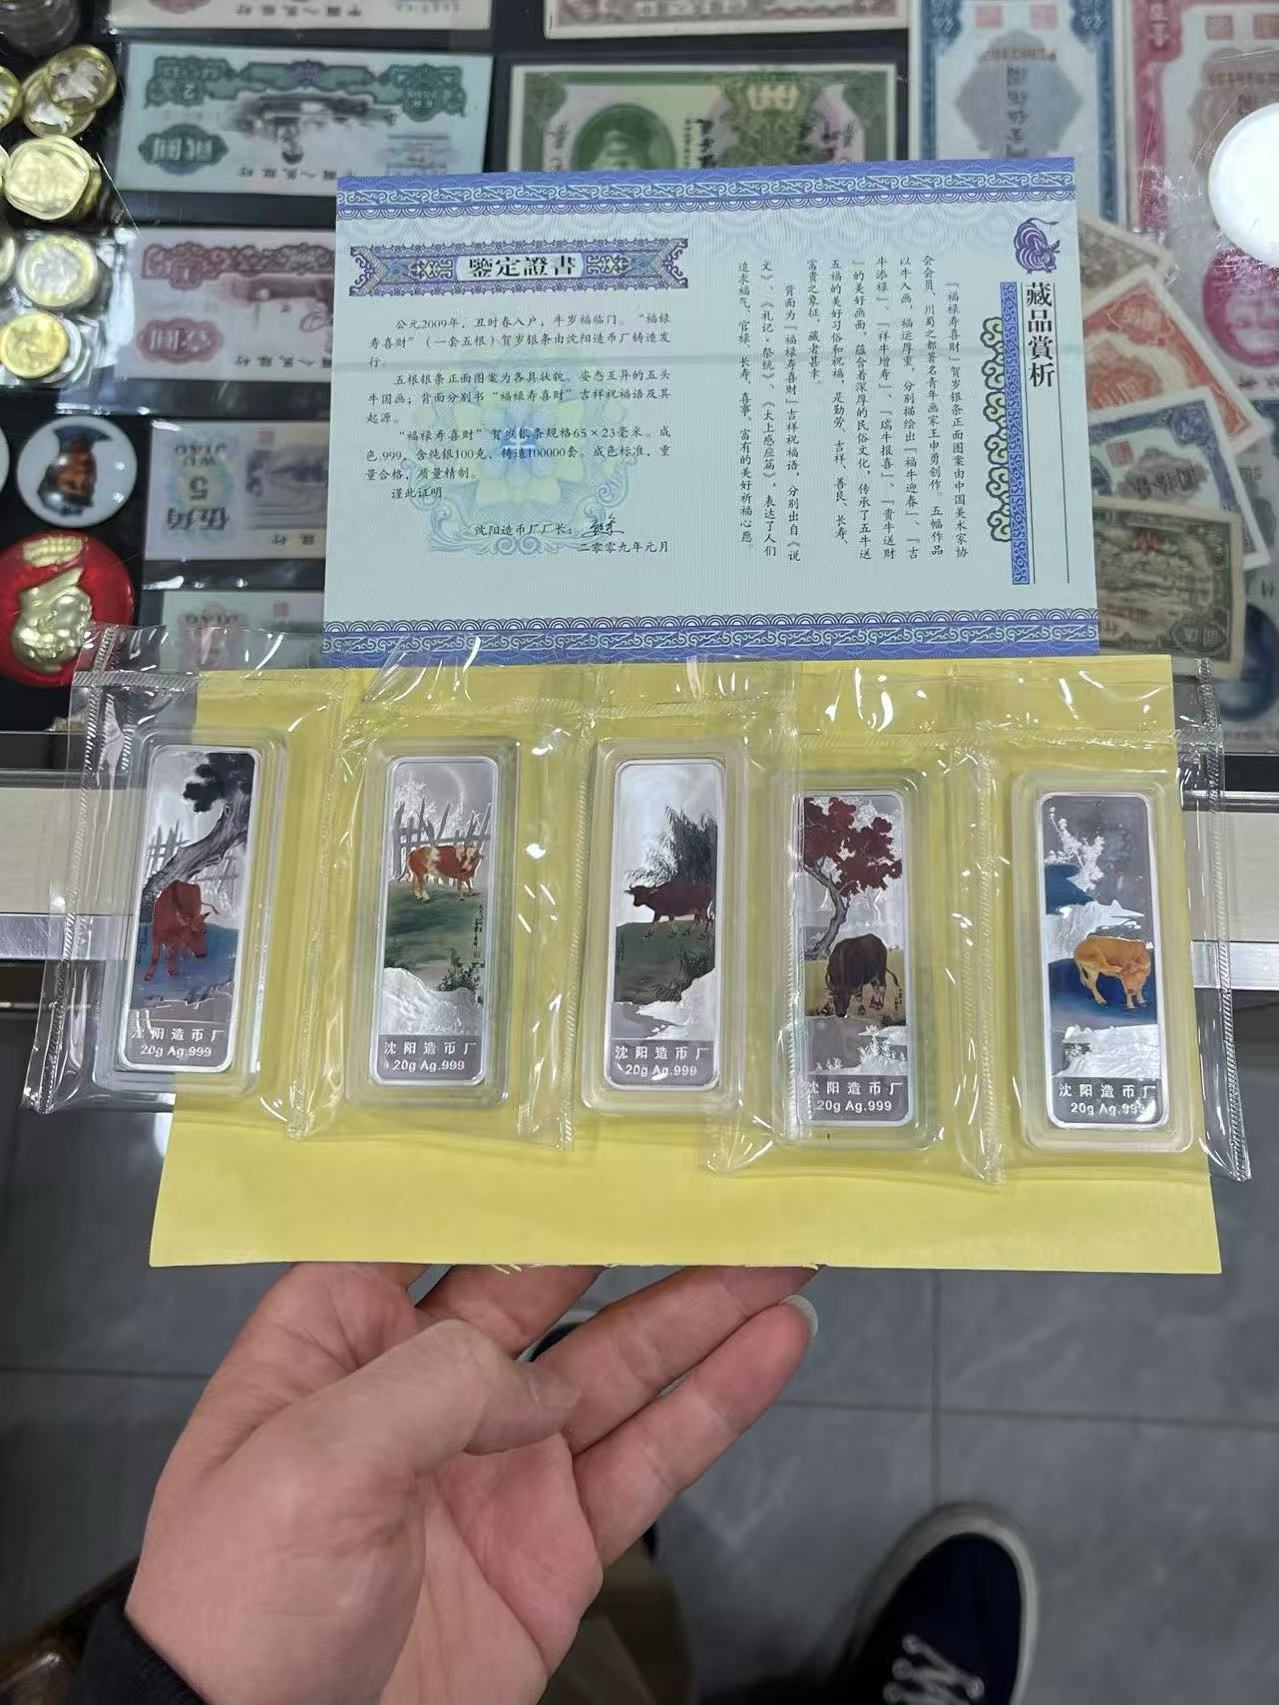 鑒定證書
公元2009年，丑时春入户，牛岁福临门。“福禄
寿喜财”（一套五根）贺岁银条由沈阳造币厂铸造发
行。
五根银条正面图案为各具状貌、姿态互异的五头
牛国画；背面分别书“福禄寿喜财”吉祥祝福语及其
起源。
“福禄寿喜财”贺岁银条规格65×23毫米。成
色.999，含纯银100克，铸造100000套。成色标准，重
量合格，质量精制。
谨此证明
沈阳造币厂厂长：
二零零九年元月
藏品賞析
『福禄寿喜财』贺岁银条正面图案由中国美术家协
会会员、川蜀之都著名青年画家王申勇创作。五幅作品
以牛入画，福运厚重，分别描绘出『福牛迎春』、『吉
牛添禄』、『祥牛增寿』、『瑞牛报喜』、『贵牛送财
』的美好画面，蕴含着深厚的民俗文化，传承了五牛送
五福的美好习俗和祝福，是勤劳、吉祥、善良、长寿、
富贵之象征，藏者甚幸。
背面为『福禄寿喜财』吉祥祝福语，分别出自《说
文》、《礼记·祭统》、《太上感应篇》，表达了人们
追求福气、官禄、长寿、喜事、富有的美好祈福心愿。
沈阳造币厂
20g Ag.999
沈阳造币厂
20g Ag.999
沈阳造币厂
20g Ag.999
沈阳造币厂
20g Ag.999
沈阳造币厂
20g Ag.999